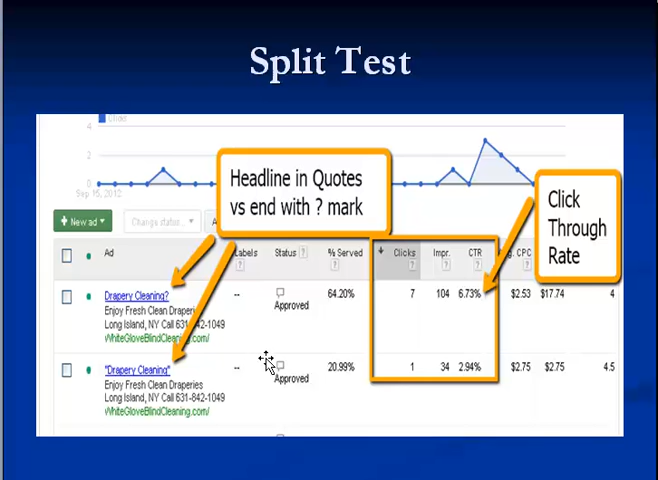 Split Test
4
2
0
Sep 15, 2012
Headline in Quotes
vs end with ? mark
Click
Through
Rate
+ New ad
Change status...
Ad
Labels
?
Status ?
% Served
?
Clicks
?
Impr.
?
CTR
?
CPC
?
Drapery Cleaning?
Enjoy Fresh Clean Draperies
Long Island, NY Call 631-842-1049
WhiteGloveBlindCleaning.com/
--
Approved
64.20%
7
104
6.73%
$2.53
$17.74
4
"Drapery Cleaning"
Enjoy Fresh Clean Draperies
Long Island, NY Call 631-842-1049
WhiteGloveBlindCleaning.com/
--
Approved
20.99%
1
34
2.94%
$2.75
$2.75
4.5